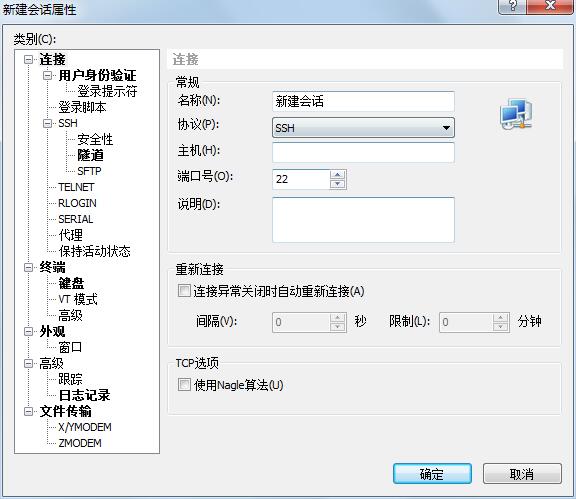 新建会话属性
类别(C):
连接
用户身份验证
登录提示符
登录脚本
SSH
安全性
隧道
SFTP
TELNET
RLOGIN
SERIAL
代理
保持活动状态
终端
键盘
VT 模式
高级
外观
窗口
高级
跟踪
日志记录
文件传输
X/YMODEM
ZMODEM
连接
常规
名称(N): 新建会话
协议(P): SSH
主机(H):
端口号(O): 22
说明(D):
重新连接
连接异常关闭时自动重新连接(A)
间隔(V): 0 秒 限制(L): 0 分钟
TCP选项
使用Nagle算法(U)
确定 取消